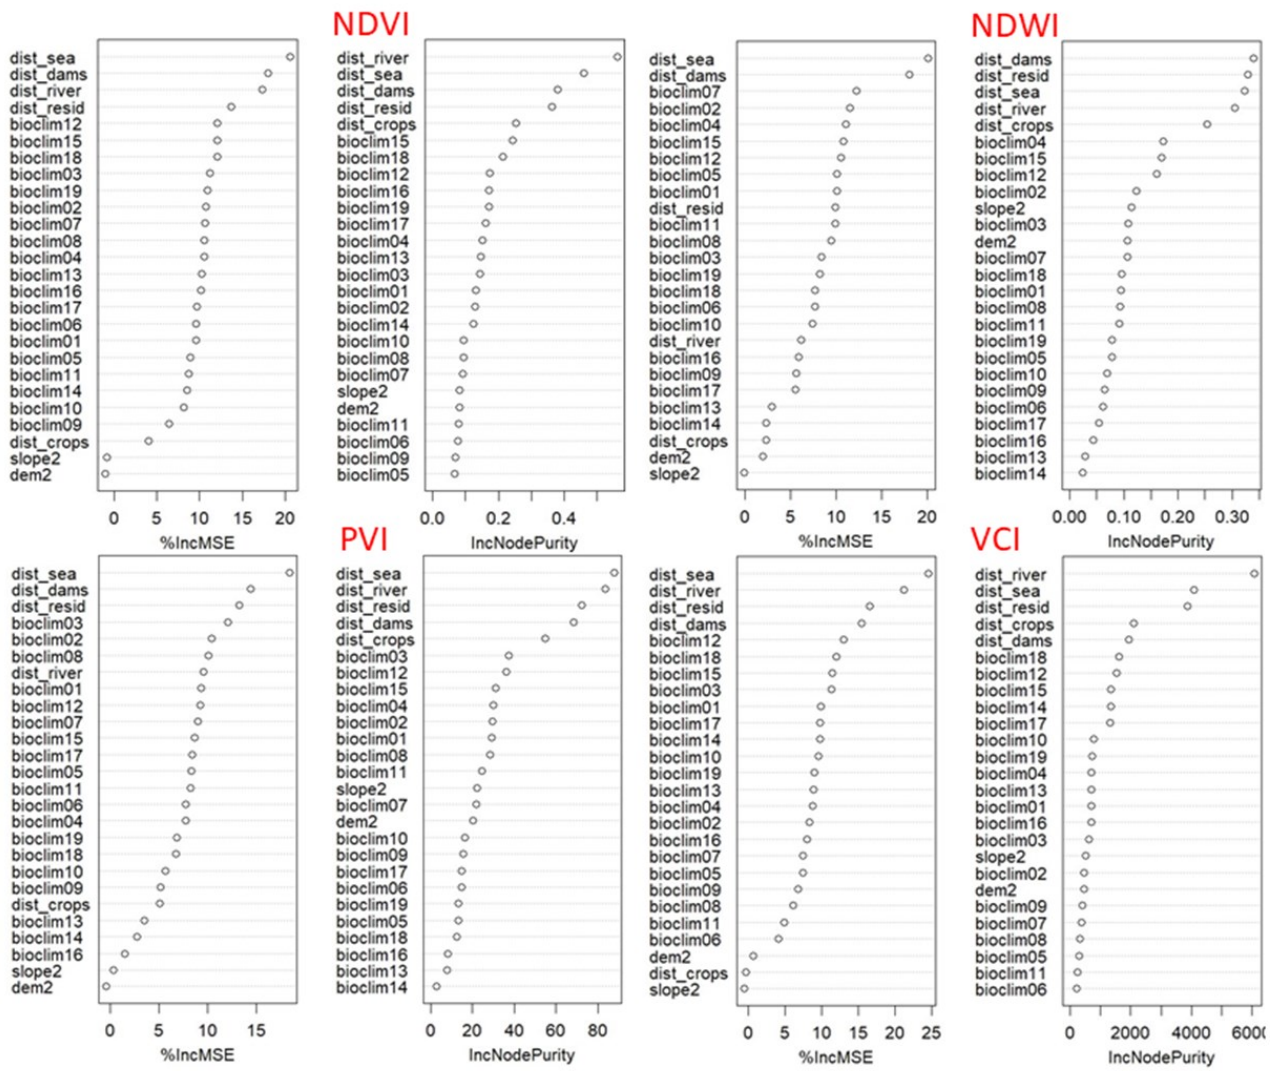 NDVI
NDWI
dist_sea
dist_dams
dist_river
dist_resid
bioclim12
bioclim15
bioclim18
bioclim03
bioclim19
bioclim02
bioclim07
bioclim08
bioclim04
bioclim13
bioclim16
bioclim17
bioclim06
bioclim01
bioclim05
bioclim11
bioclim14
bioclim10
bioclim09
dist_crops
slope2
dem2
0 5 10 15 20
%IncMSE
dist_river
dist_sea
dist_dams
dist_resid
dist_crops
bioclim15
bioclim18
bioclim12
bioclim16
bioclim19
bioclim17
bioclim04
bioclim13
bioclim03
bioclim01
bioclim02
bioclim14
bioclim10
bioclim08
bioclim07
slope2
dem2
bioclim11
bioclim06
bioclim09
bioclim05
0.0 0.2 0.4
IncNodePurity
dist_sea
dist_dams
bioclim07
bioclim02
bioclim04
bioclim15
bioclim12
bioclim05
bioclim01
dist_resid
bioclim11
bioclim08
bioclim03
bioclim19
bioclim18
bioclim06
bioclim10
dist_river
bioclim16
bioclim09
bioclim17
bioclim13
bioclim14
dist_crops
dem2
slope2
0 5 10 15 20
%IncMSE
dist_dams
dist_resid
dist_sea
dist_river
dist_crops
bioclim04
bioclim15
bioclim12
bioclim02
slope2
bioclim03
dem2
bioclim07
bioclim18
bioclim01
bioclim08
bioclim11
bioclim19
bioclim05
bioclim10
bioclim09
bioclim06
bioclim17
bioclim16
bioclim13
bioclim14
0.00 0.10 0.20 0.30
IncNodePurity
PVI
VCI
dist_sea
dist_dams
dist_resid
bioclim03
bioclim02
bioclim08
dist_river
bioclim01
bioclim12
bioclim07
bioclim15
bioclim17
bioclim05
bioclim11
bioclim06
bioclim04
bioclim19
bioclim18
bioclim10
bioclim09
dist_crops
bioclim13
bioclim14
bioclim16
slope2
dem2
0 5 10 15
%IncMSE
dist_sea
dist_river
dist_resid
dist_dams
dist_crops
bioclim03
bioclim12
bioclim15
bioclim04
bioclim02
bioclim01
bioclim08
bioclim11
slope2
bioclim07
dem2
bioclim10
bioclim09
bioclim17
bioclim06
bioclim19
bioclim05
bioclim18
bioclim16
bioclim13
bioclim14
0 20 40 60 80
IncNodePurity
dist_sea
dist_river
dist_resid
dist_dams
bioclim12
bioclim18
bioclim15
bioclim03
bioclim01
bioclim17
bioclim14
bioclim10
bioclim19
bioclim13
bioclim04
bioclim02
bioclim16
bioclim07
bioclim05
bioclim09
bioclim08
bioclim11
bioclim06
dem2
dist_crops
slope2
0 5 10 15 20 25
%IncMSE
dist_river
dist_sea
dist_resid
dist_crops
dist_dams
bioclim18
bioclim12
bioclim15
bioclim14
bioclim17
bioclim10
bioclim19
bioclim04
bioclim13
bioclim01
bioclim16
bioclim03
slope2
bioclim02
dem2
bioclim09
bioclim07
bioclim08
bioclim05
bioclim11
bioclim06
0 2000 4000 600
IncNodePurity